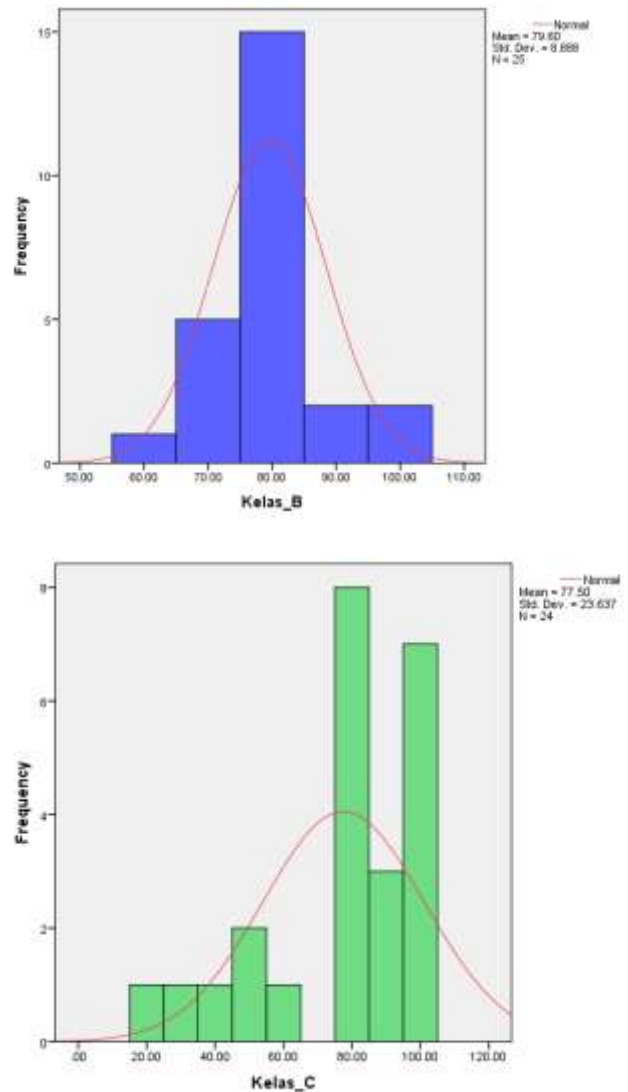 Normal
Mean = 79.60
Std. Dev. = 8.888
N = 25
15
10
5
0
Frequency
50.00 60.00 70.00 80.00 90.00 100.00 110.00
Kelas_B
Normal
Mean = 77.50
Std. Dev. = 23.637
N = 24
8
6
4
2
0
Frequency
.00 20.00 40.00 60.00 80.00 100.00 120.00
Kelas_C